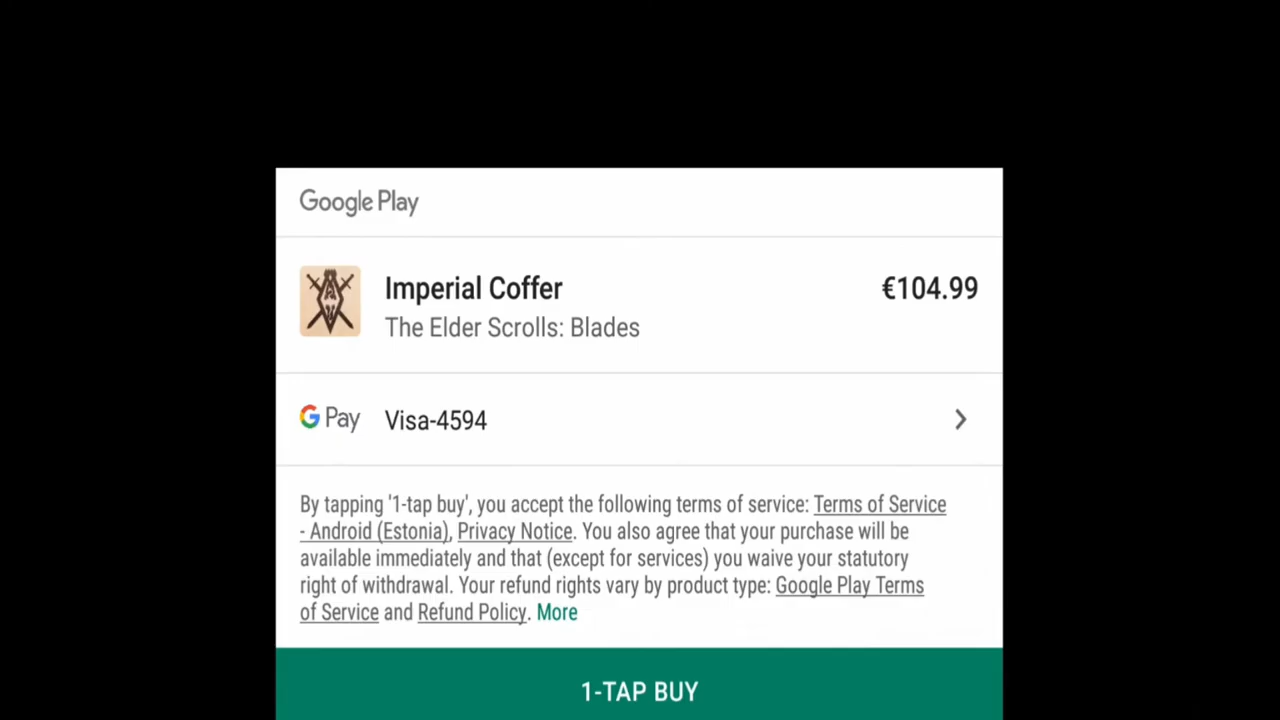 Google Play
Imperial Coffer
€104.99
The Elder Scrolls: Blades
G Pay
Visa-4594
By tapping '1-tap buy', you accept the following terms of service: Terms of Service
- Android (Estonia), Privacy Notice. You also agree that your purchase will be
available immediately and that (except for services) you waive your statutory
right of withdrawal. Your refund rights vary by product type: Google Play Terms
of Service and Refund Policy. More
1-TAP BUY